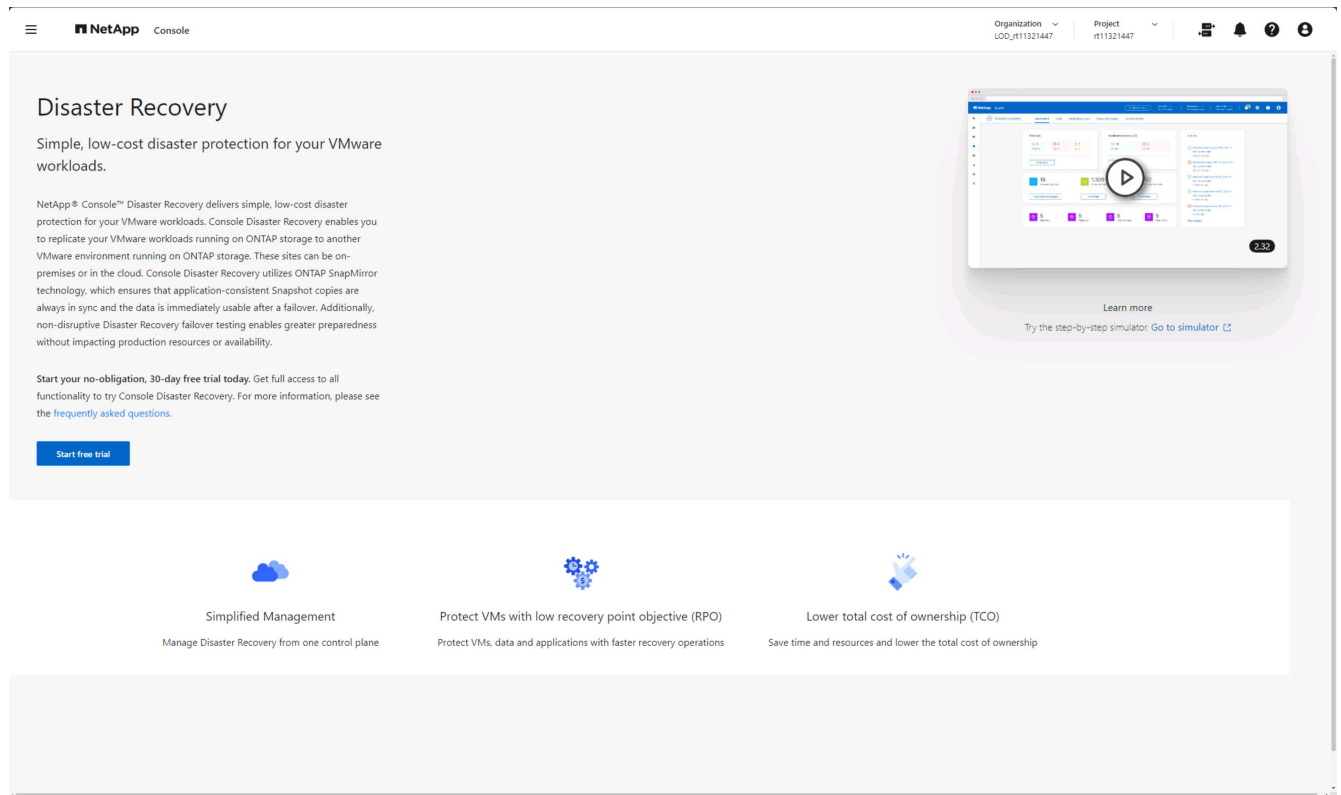 NetApp Console
Organization
LOD_rt11321447
Project
rt11321447
Disaster Recovery
Simple, low-cost disaster protection for your VMware
workloads.
NetApp® Console™ Disaster Recovery delivers simple, low-cost disaster
protection for your VMware workloads. Console Disaster Recovery enables you
to replicate your VMware workloads running on ONTAP storage to another
VMware environment running on ONTAP storage. These sites can be on-
premises or in the cloud. Console Disaster Recovery utilizes ONTAP SnapMirror
technology, which ensures that application-consistent Snapshot copies are
always in sync and the data is immediately usable after a failover. Additionally,
non-disruptive Disaster Recovery failover testing enables greater preparedness
without impacting production resources or availability.
Start your no-obligation, 30-day free trial today. Get full access to all
functionality to try Console Disaster Recovery. For more information, please see
the frequently asked questions.
Start free trial
2.32
Learn more
Try the step-by-step simulator. Go to simulator
Simplified Management
Manage Disaster Recovery from one control plane
Protect VMs with low recovery point objective (RPO)
Protect VMs, data and applications with faster recovery operations
Lower total cost of ownership (TCO)
Save time and resources and lower the total cost of ownership